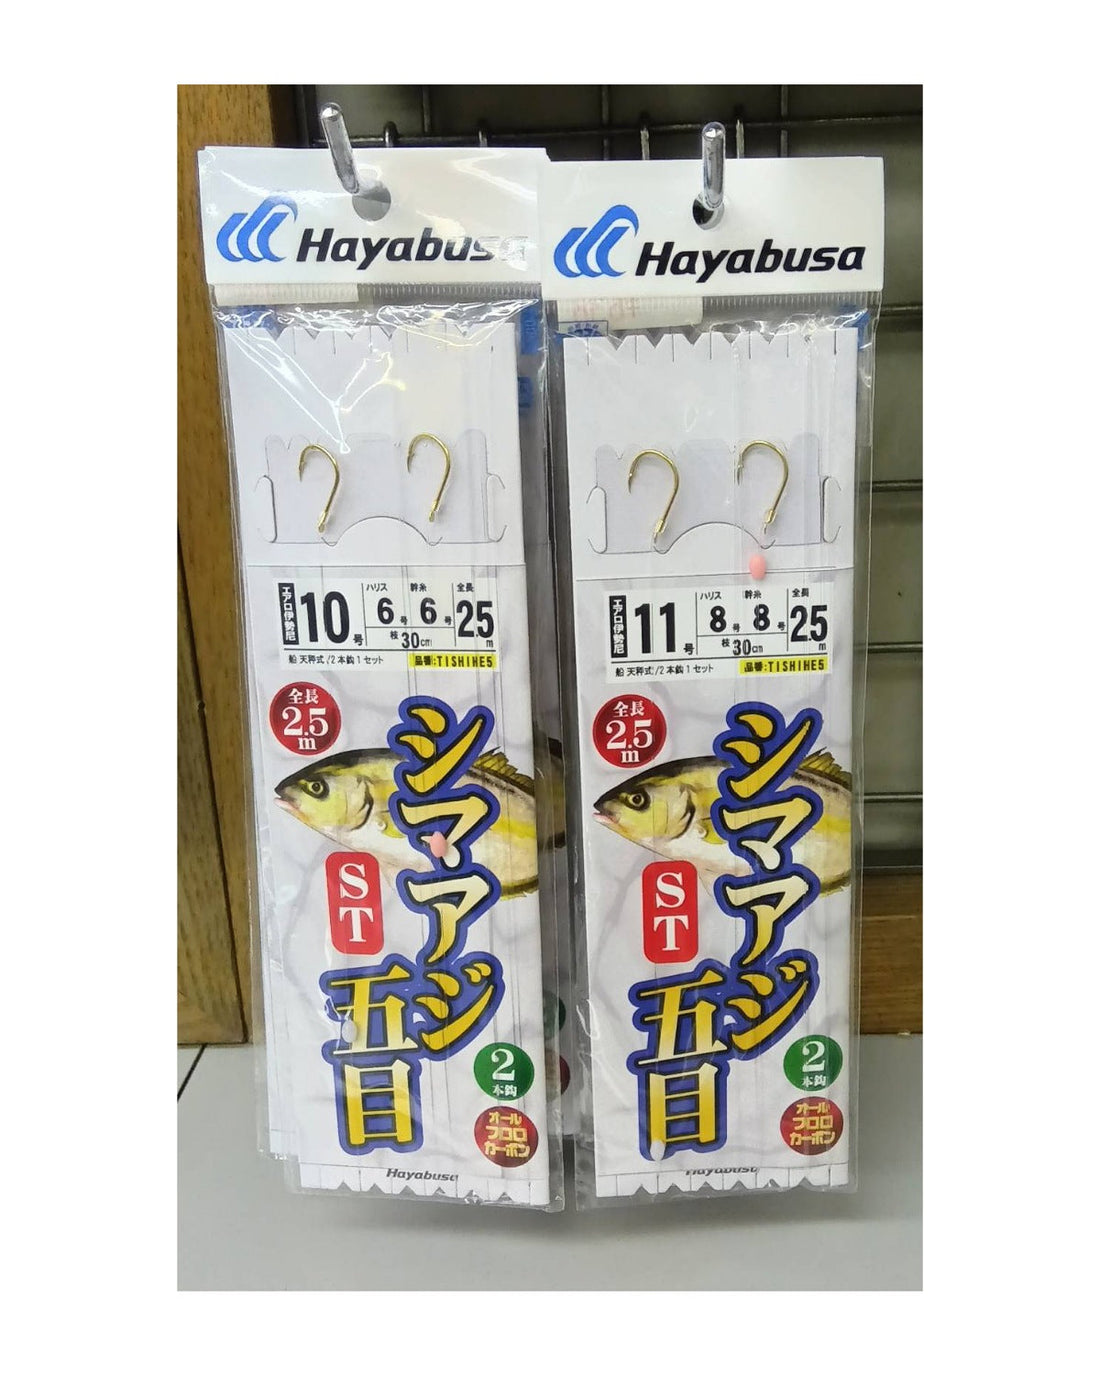 Hayabusa
エアロ伊勢尼
10号
ハリス 6号
幹糸 6号
全長 2.5m
枝30cm
船 天秤式/2本鈎1セット
品番:TISHIHE5
全長
2.5
m
シマアジ
ST
五目
2
本鈎
オール
フロロ
カーボン
Hayabusa
Hayabusa
エアロ伊勢尼
11号
ハリス 8号
幹糸 8号
全長 2.5m
枝30cm
船 天秤式/2本鈎1セット
品番:TISHIHE5
全長
2.5
m
シマアジ
ST
五目
2
本鈎
オール
フロロ
カーボン
Hayabusa